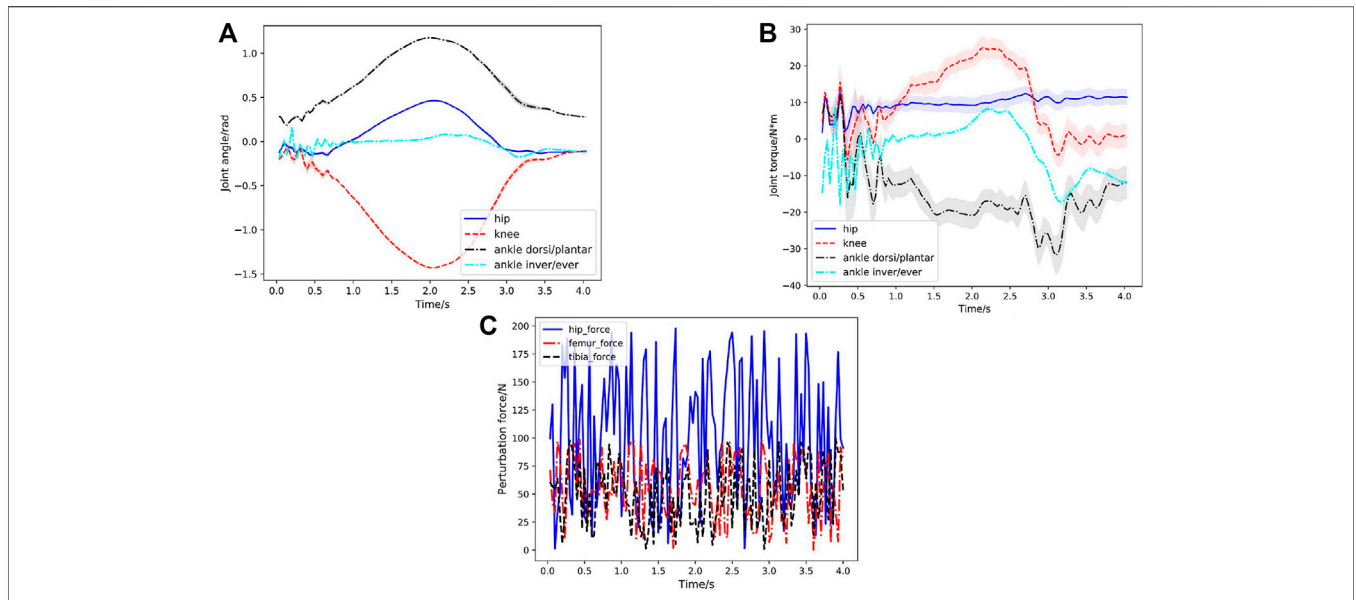 A
1.0
0.5
0.0
−0.5
−1.0
−1.5
Joint angle/rad
hip
knee
ankle dorsi/plantar
ankle inver/ever
0.0 0.5 1.0 1.5 2.0 2.5 3.0 3.5 4.0
Time/s
B
30
20
10
0
−10
−20
−30
−40
Joint torque/N*m
hip
knee
ankle dorsi/plantar
ankle inver/ever
0.0 0.5 1.0 1.5 2.0 2.5 3.0 3.5 4.0
Time/s
C
200
175
150
125
100
75
50
25
0
Perturbation force/N
hip_force
femur_force
tibia_force
0.0 0.5 1.0 1.5 2.0 2.5 3.0 3.5 4.0
Time/s